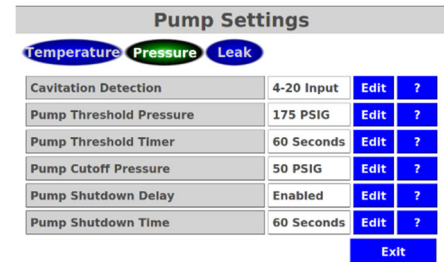 Pump Settings
Temperature Pressure Leak
Cavitation Detection 4-20 Input Edit ?
Pump Threshold Pressure 175 PSIG Edit ?
Pump Threshold Timer 60 Seconds Edit ?
Pump Cutoff Pressure 50 PSIG Edit ?
Pump Shutdown Delay Enabled Edit ?
Pump Shutdown Time 60 Seconds Edit ?
Exit